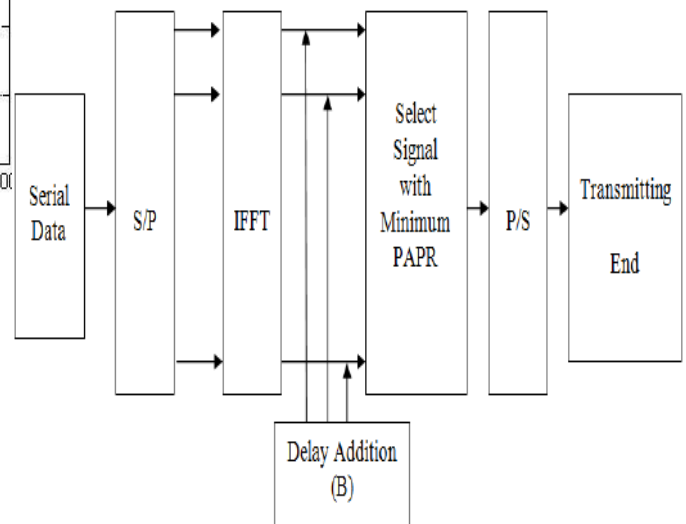 Serial
Data
S/P
IFFT
Select
Signal
with
Minimum
PAPR
P/S
Transmitting
End
Delay Addition
(B)